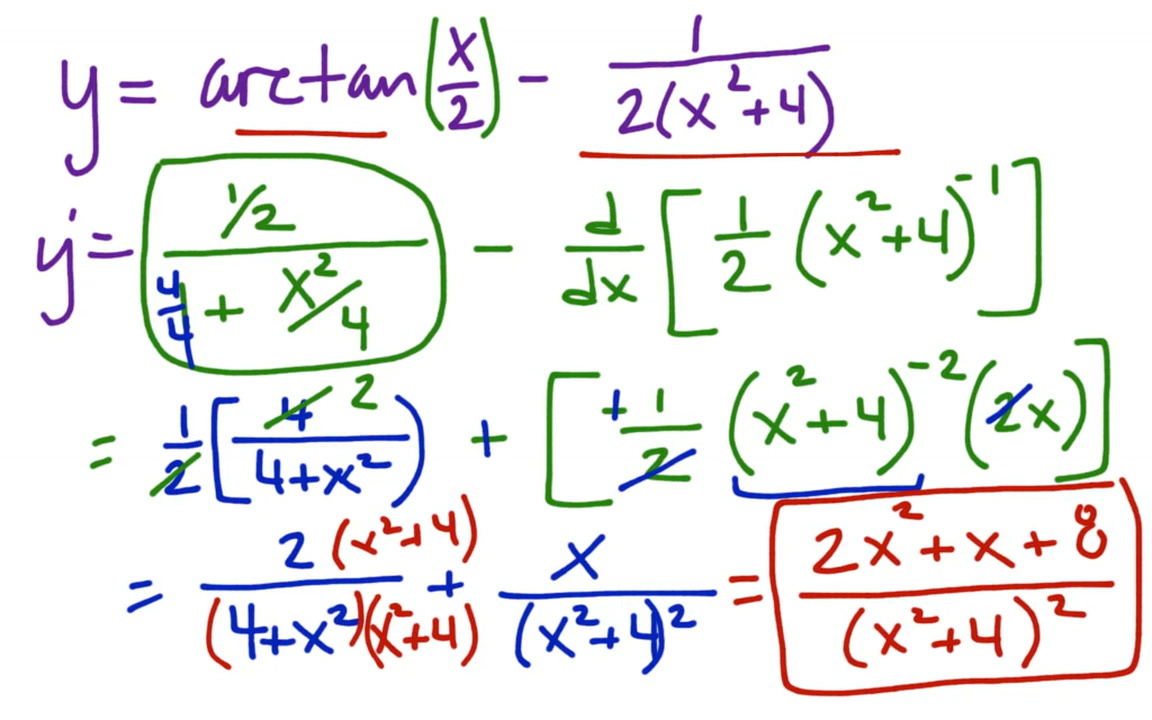 y = arctan(x/2) - 1/(2(x²+4))
y' = (1/2)/(4/4 + x²/4) - d/dx [1/2 (x²+4)⁻¹]
= 1/2 [4 2/(4+x²)) + [+1/2 (x²+4)⁻² (2x)]
= 2(x²+4)/((4+x²)(x²+4)) + x/(x²+4)² = (2x²+x+8)/(x²+4)²